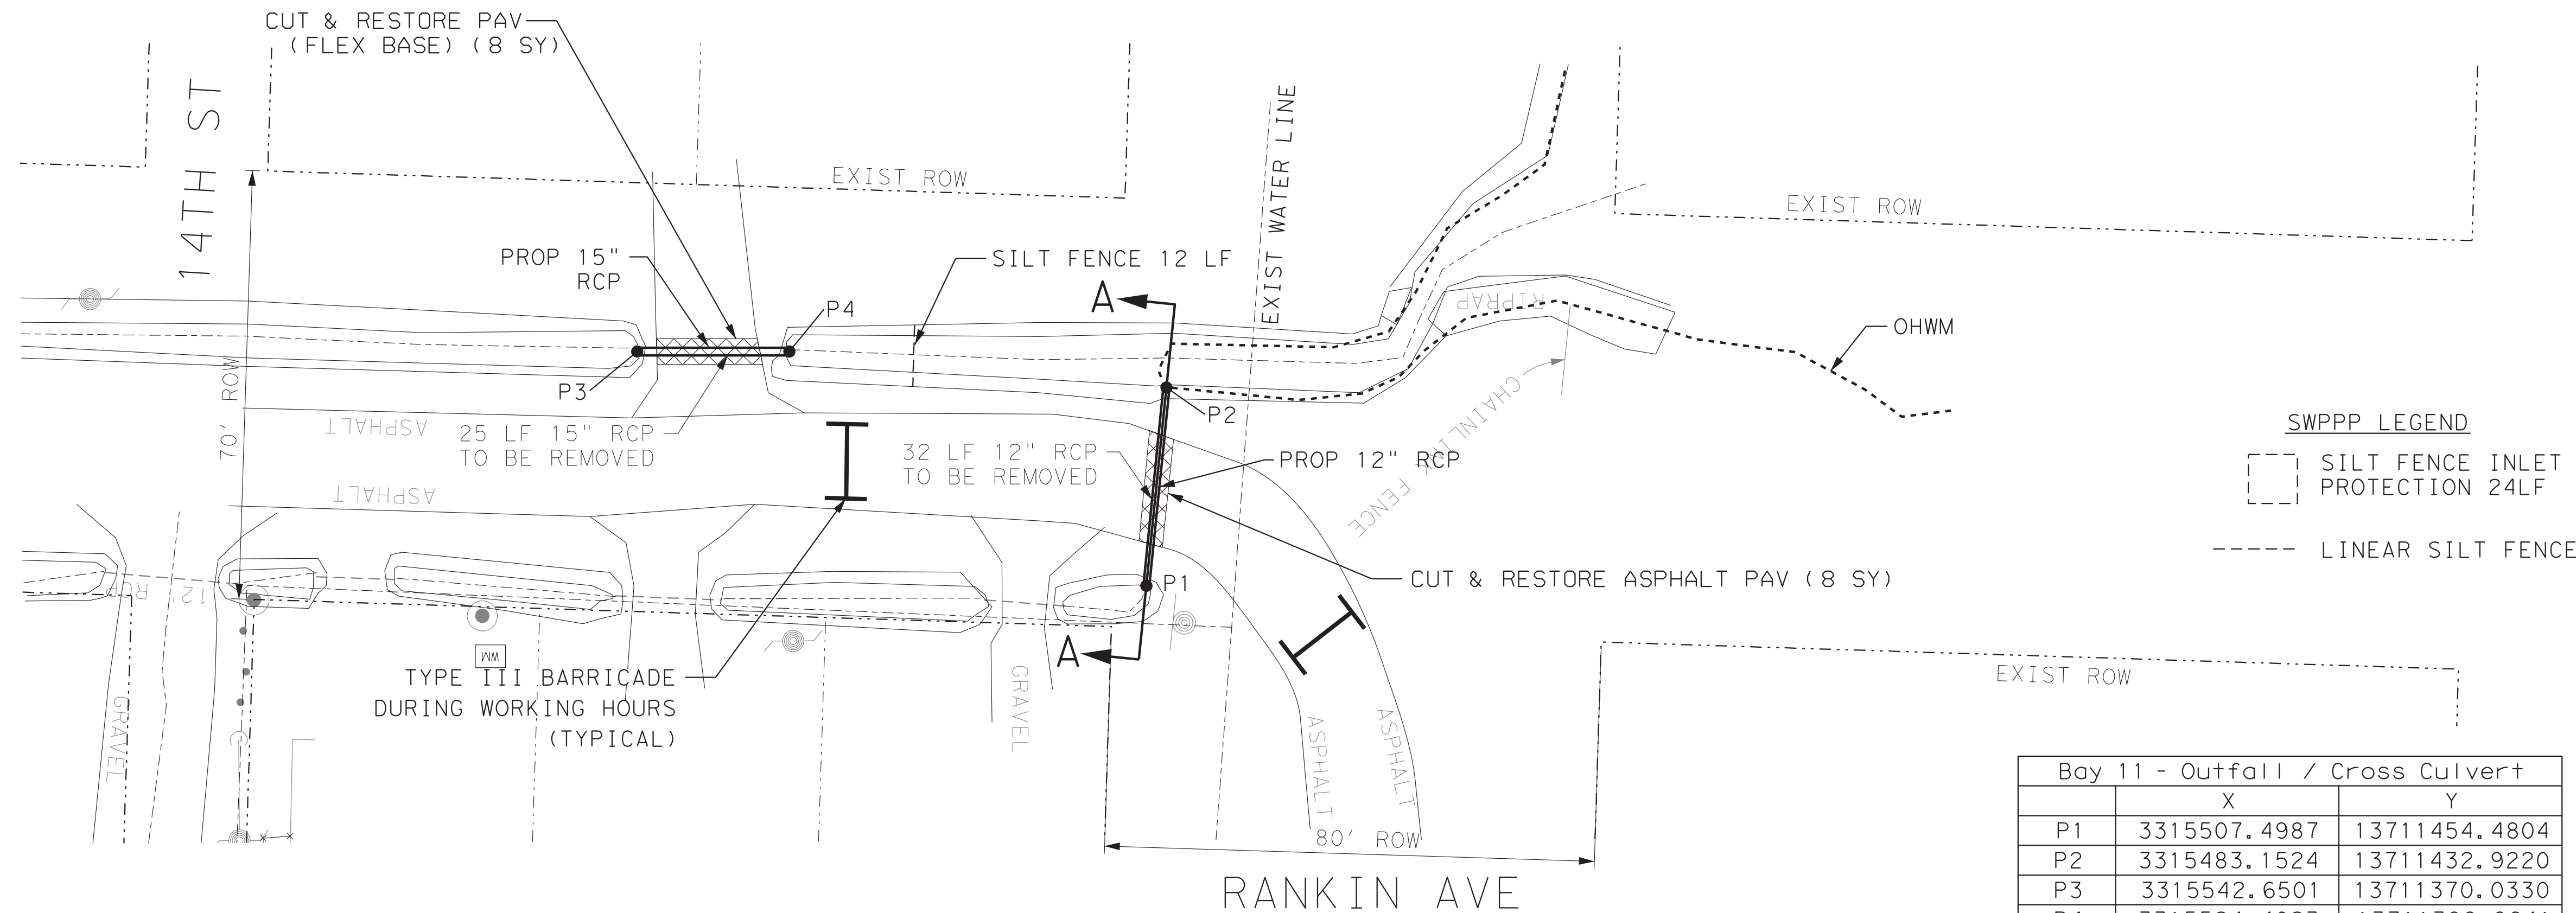 CUT & RESTORE PAV
(FLEX BASE) (8 SY)
14TH ST
EXIST ROW
EXIST WATER LINE
EXIST ROW
PROP 15"
RCP
SILT FENCE 12 LF
A
P4
RIPRAP
OHWM
P3
P2
70' ROW
ASPHALT
25 LF 15" RCP
TO BE REMOVED
32 LF 12" RCP
TO BE REMOVED
PROP 12" RCP
CHAINLINK FENCE
SWPPP LEGEND
SILT FENCE INLET
PROTECTION 24LF
LINEAR SILT FENCE
ASPHALT
CUT & RESTORE ASPHALT PAV (8 SY)
P1
12" RCP
A
WM
TYPE III BARRICADE
DURING WORKING HOURS
(TYPICAL)
GRAVEL
GRAVEL
ASPHALT
ASPHALT
EXIST ROW
80' ROW
RANKIN AVE
Bay 11 - Outfall / Cross Culvert
X Y
P1 3315507.4987 13711454.4804
P2 3315483.1524 13711432.9220
P3 3315542.6501 13711370.0330